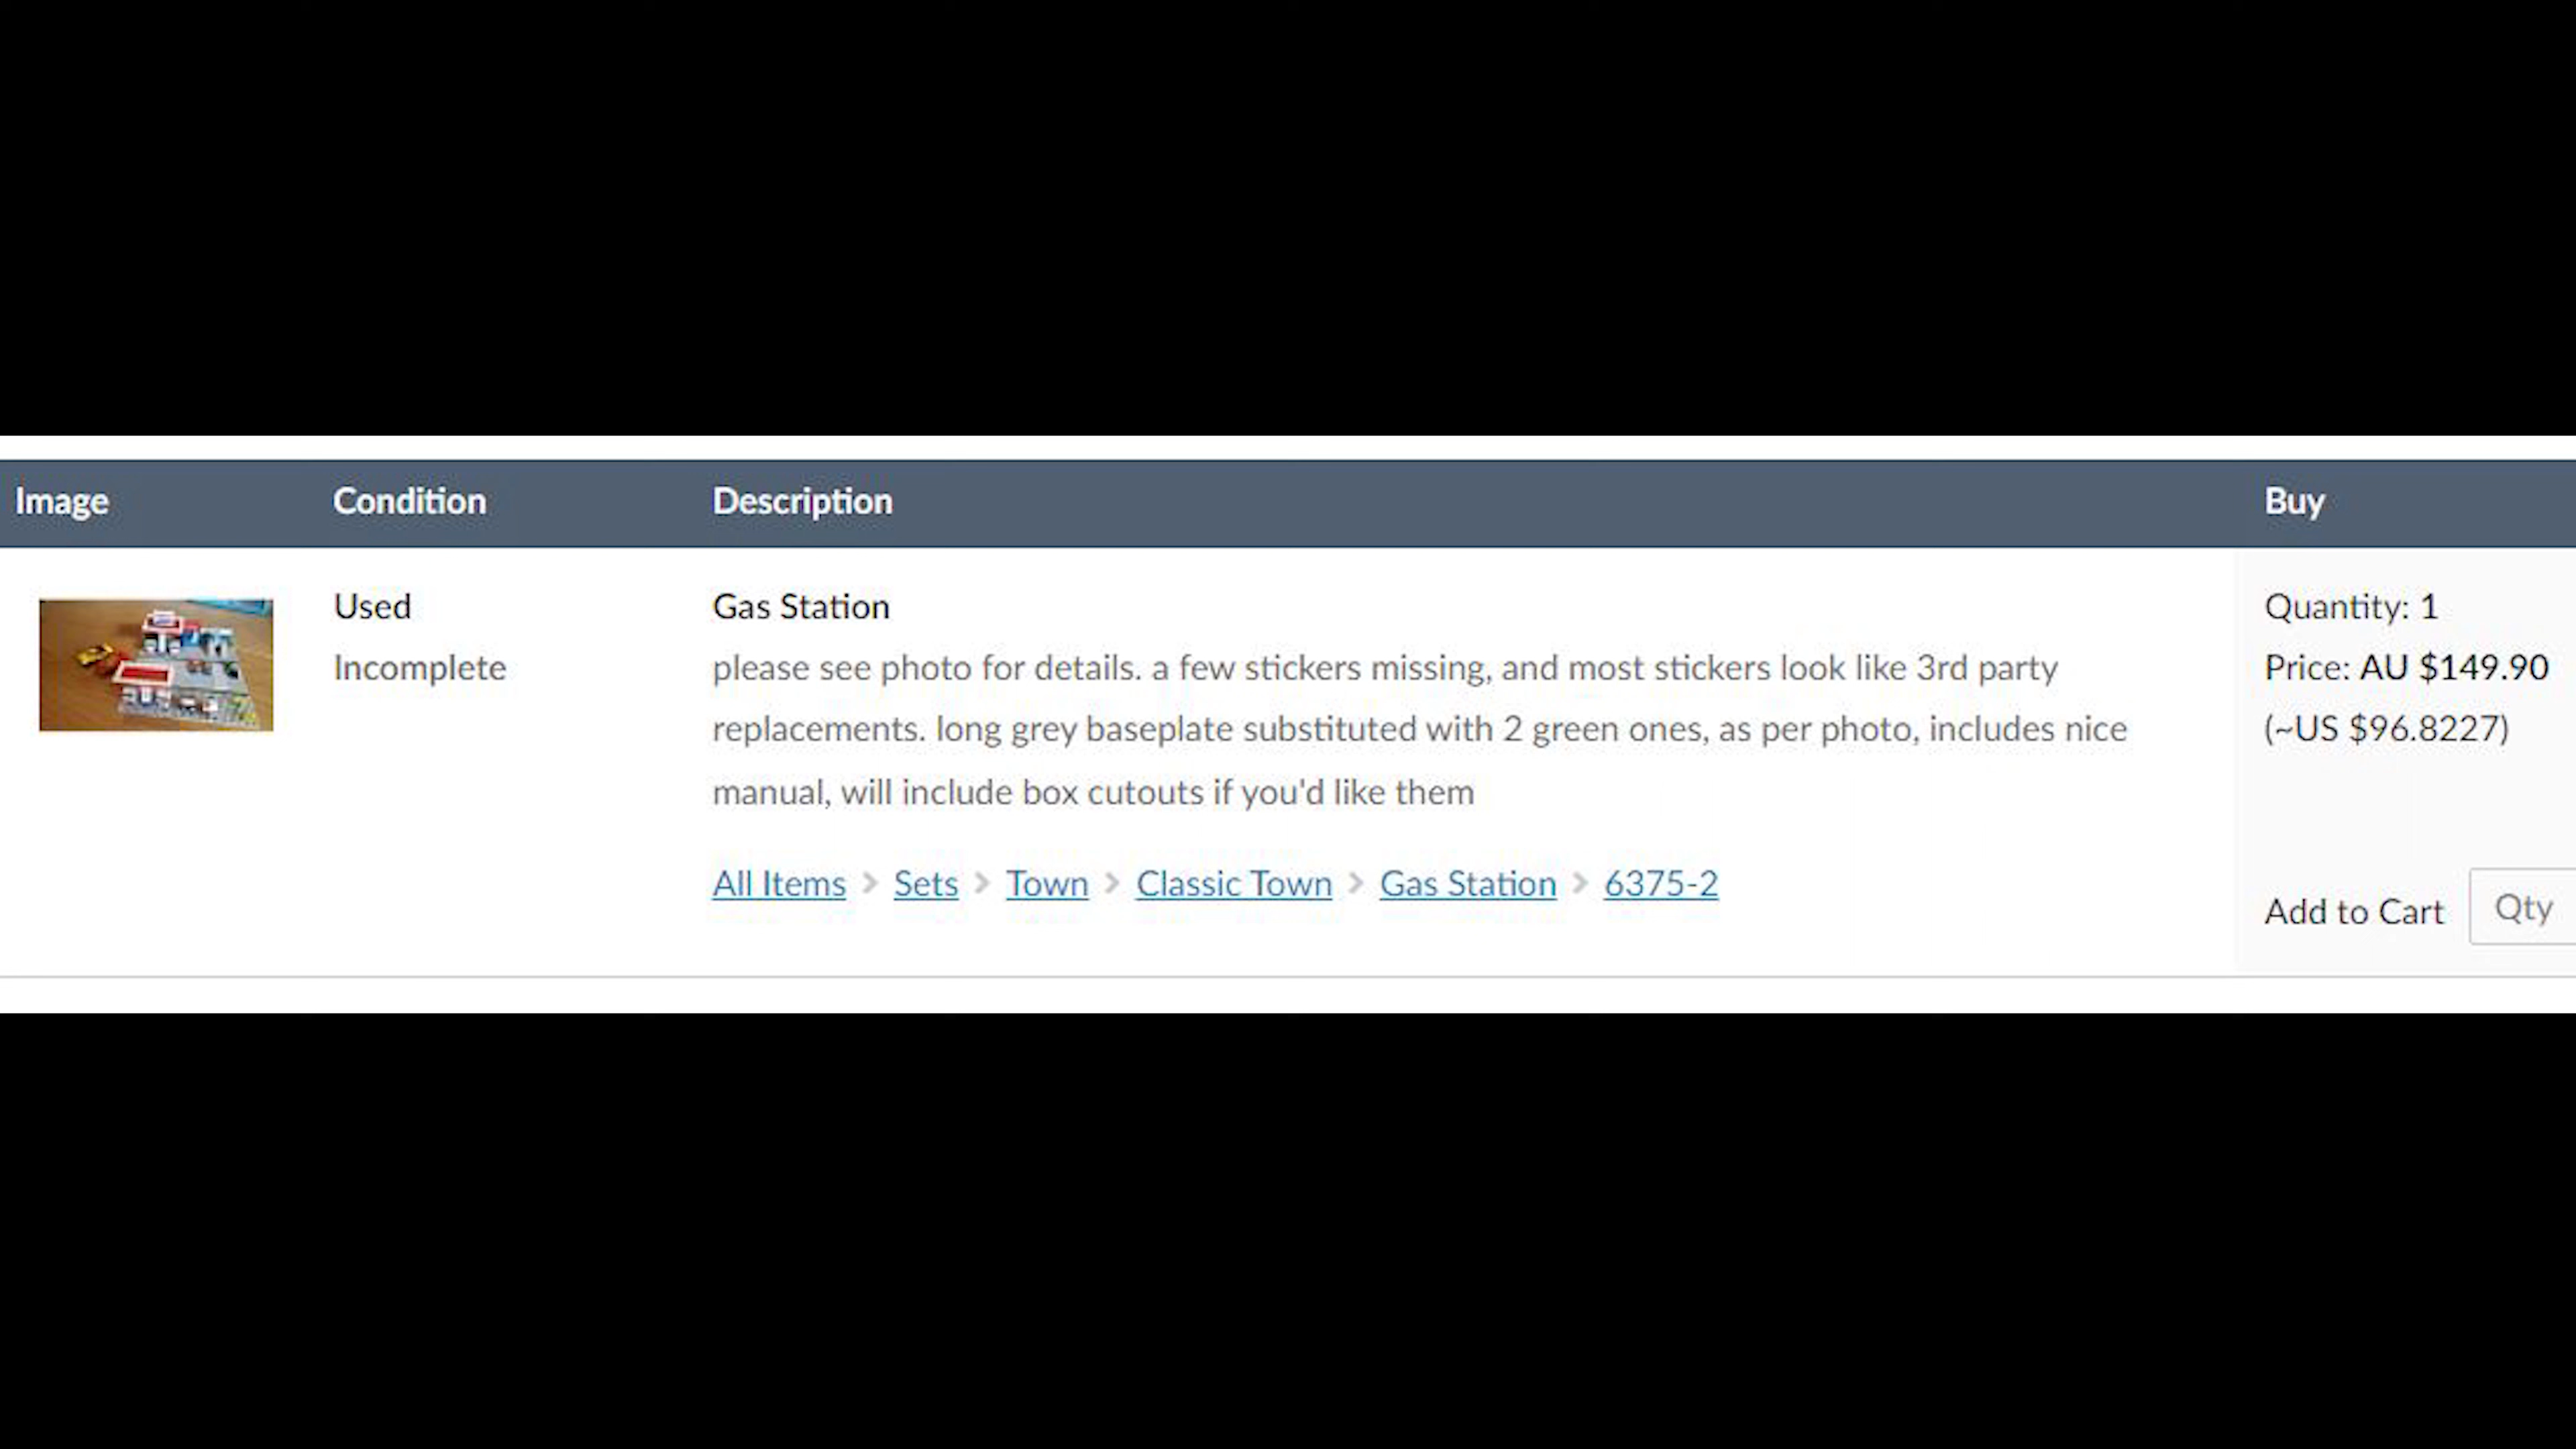 Image Condition Description Buy
Used Gas Station Quantity: 1
Incomplete please see photo for details. a few stickers missing, and most stickers look like 3rd party Price: AU $149.90
replacements. long grey baseplate substituted with 2 green ones, as per photo, includes nice (~US $96.8227)
manual, will include box cutouts if you'd like them
All Items > Sets > Town > Classic Town > Gas Station > 6375-2
Add to Cart Qty